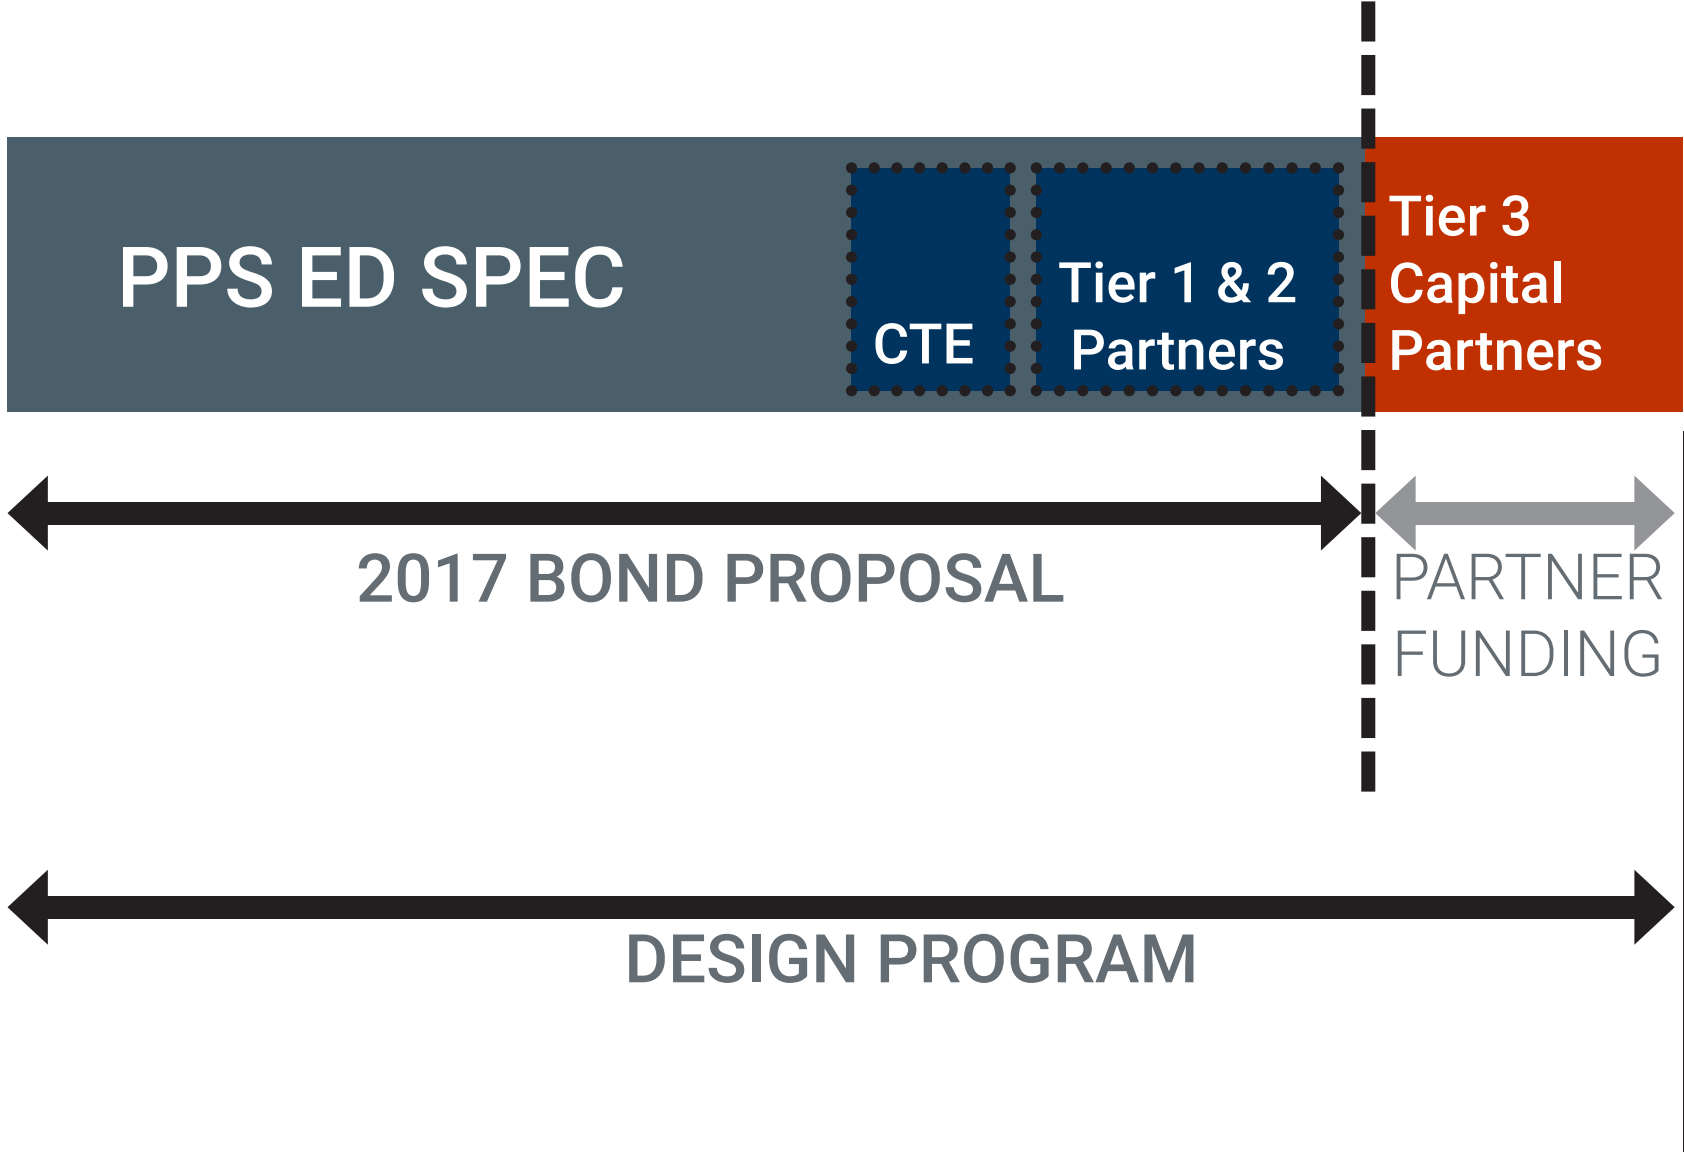 PPS ED SPEC
CTE
Tier 1 & 2
Partners
Tier 3
Capital
Partners
2017 BOND PROPOSAL
PARTNER
FUNDING
DESIGN PROGRAM